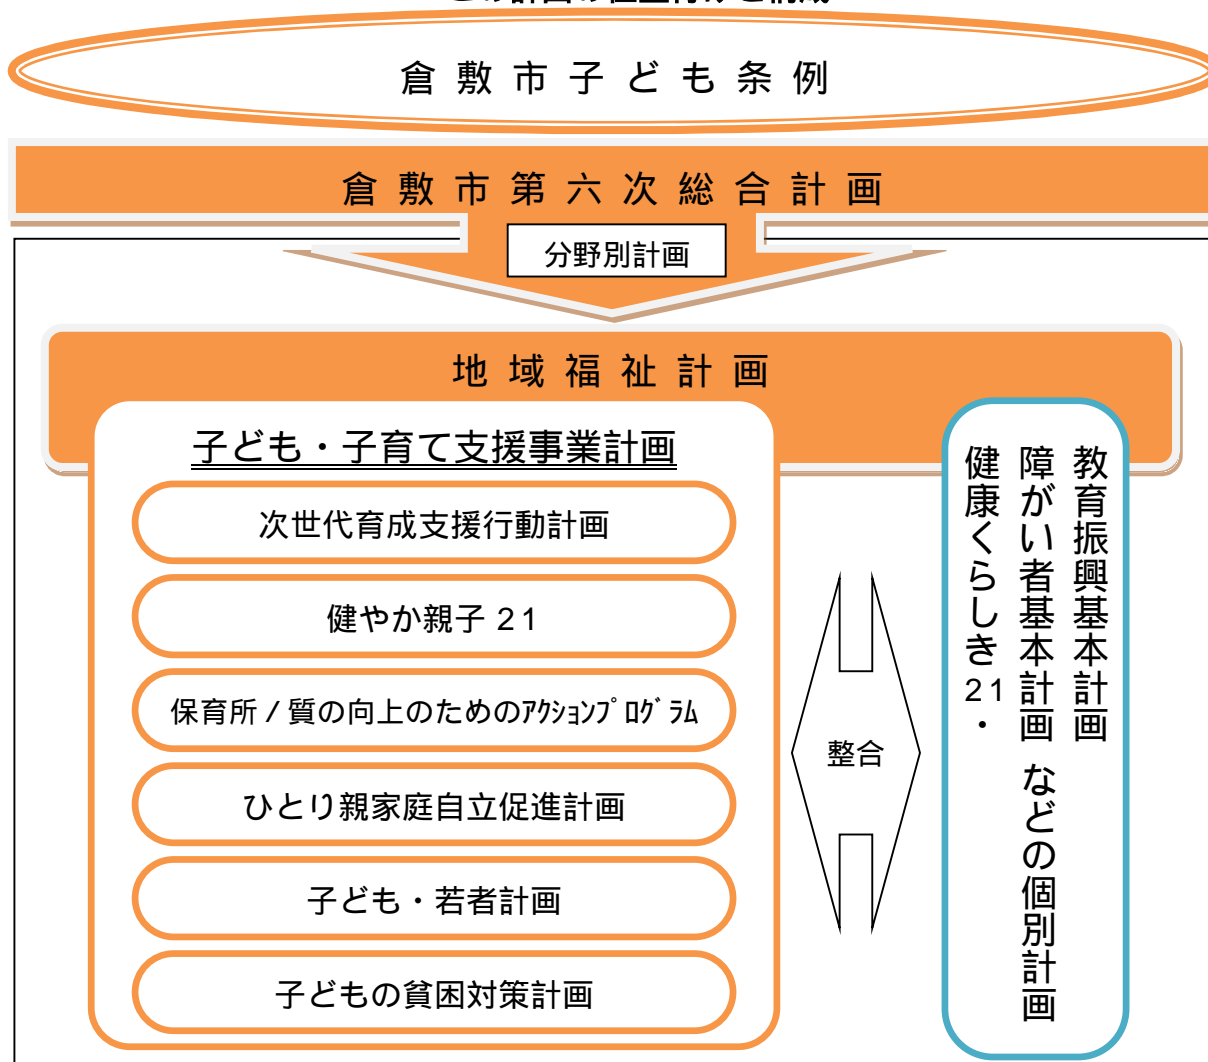 倉敷市子ども条例
倉敷市第六次総合計画
分野別計画
地域福祉計画
子ども・子育て支援事業計画
次世代育成支援行動計画
健やか親子 21
保育所 / 質の向上のためのｱｸｼｮﾝﾌﾟﾛｸﾞﾗﾑ
ひとり親家庭自立促進計画
子ども・若者計画
子どもの貧困対策計画
整合
教育振興基本計画
障がい者基本計画 などの個別計画
健康くらしき21・